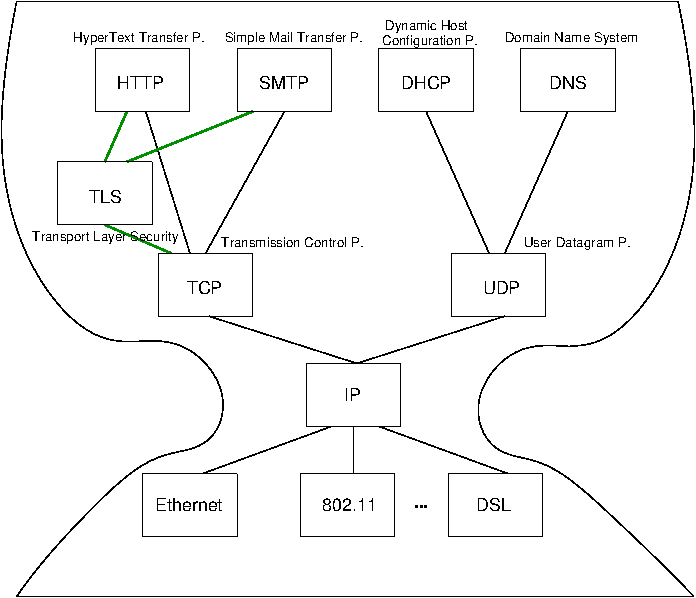 Dynamic Host
HyperText Transfer P. Simple Mail Transfer P. Configuration P. Domain Name System
HTTP SMTP DHCP DNS
TLS
Transport Layer Security Transmission Control P. User Datagram P.
TCP UDP
IP
Ethernet 802.11 ... DSL